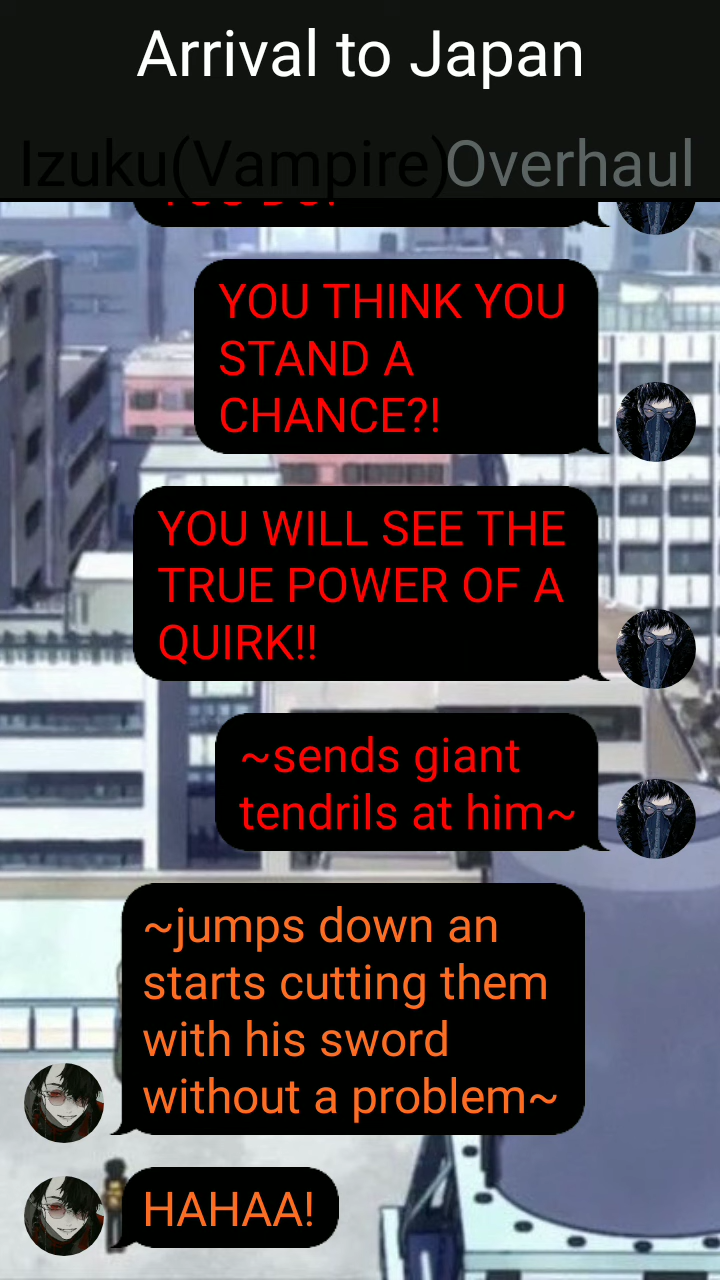 Arrival to Japan
Izuku(Vampire) Overhaul
YOU THINK YOU
STAND A
CHANCE?!
YOU WILL SEE THE
TRUE POWER OF A
QUIRK!!
~sends giant
tendrils at him~
~jumps down an
starts cutting them
with his sword
without a problem~
HAHAA!